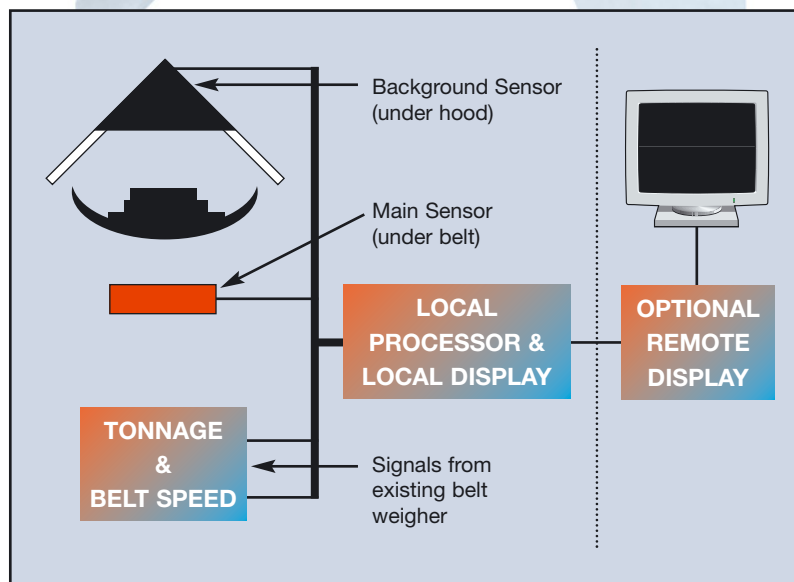 Background Sensor
(under hood)
Main Sensor
(under belt)
LOCAL
PROCESSOR &
LOCAL DISPLAY
OPTIONAL
REMOTE
DISPLAY
TONNAGE
&
BELT SPEED
Signals from
existing belt
weigher